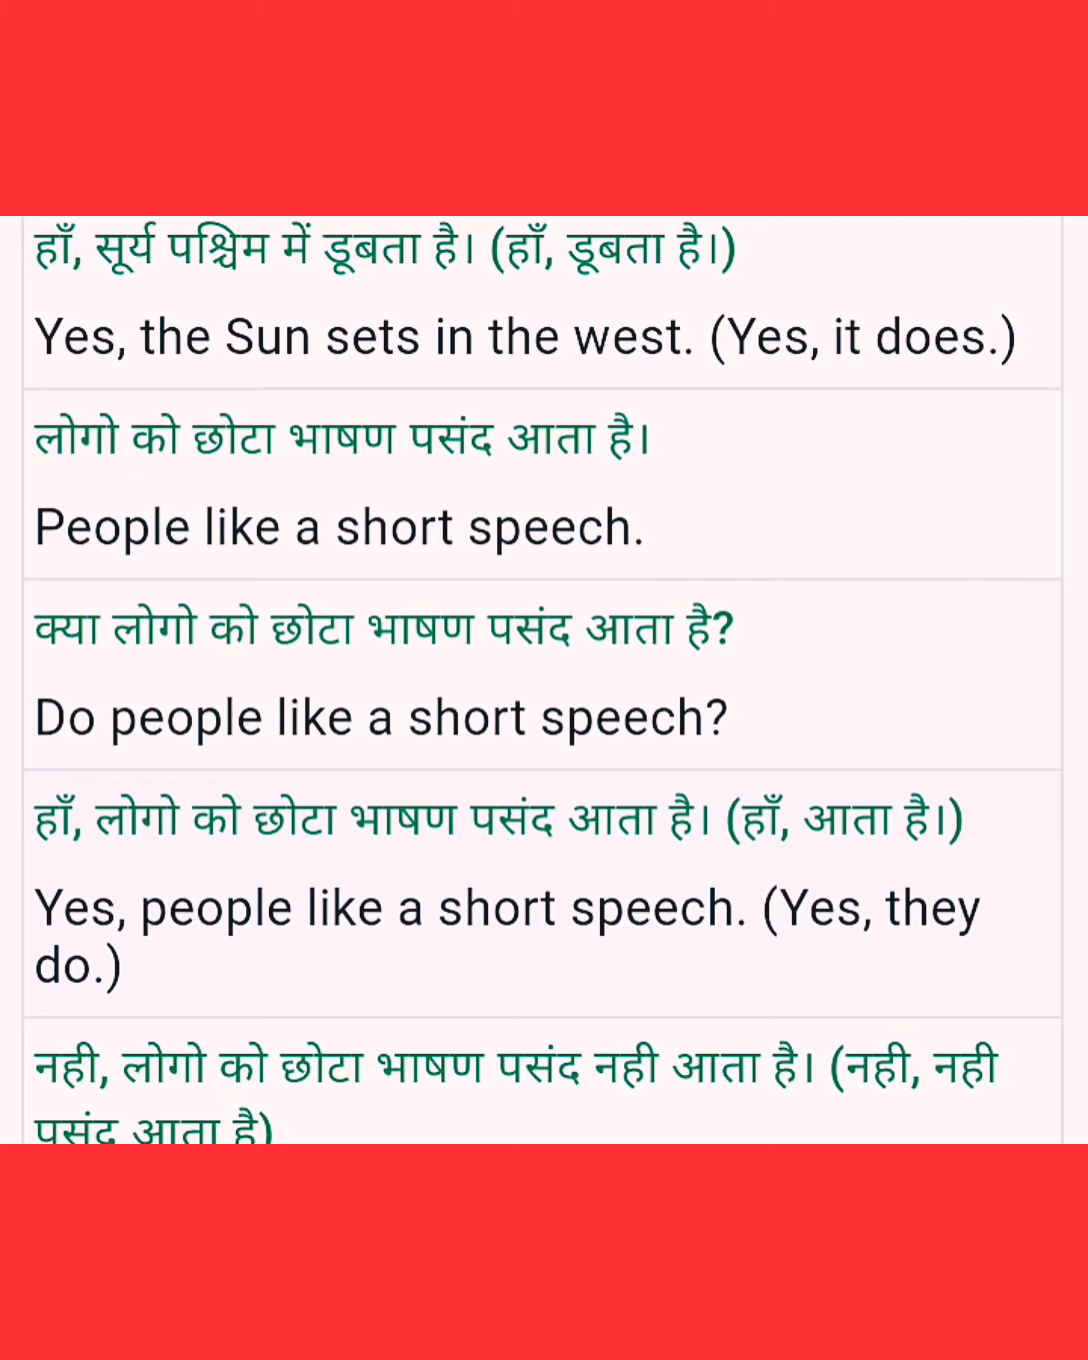 हाँ, सूर्य पश्चिम में डूबता है। (हाँ, डूबता है।)
Yes, the Sun sets in the west. (Yes, it does.)
लोगो को छोटा भाषण पसंद आता है।
People like a short speech.
क्या लोगो को छोटा भाषण पसंद आता है?
Do people like a short speech?
हाँ, लोगो को छोटा भाषण पसंद आता है। (हाँ, आता है।)
Yes, people like a short speech. (Yes, they
do.)
नही, लोगो को छोटा भाषण पसंद नही आता है। (नही, नही
पसंद आता है)